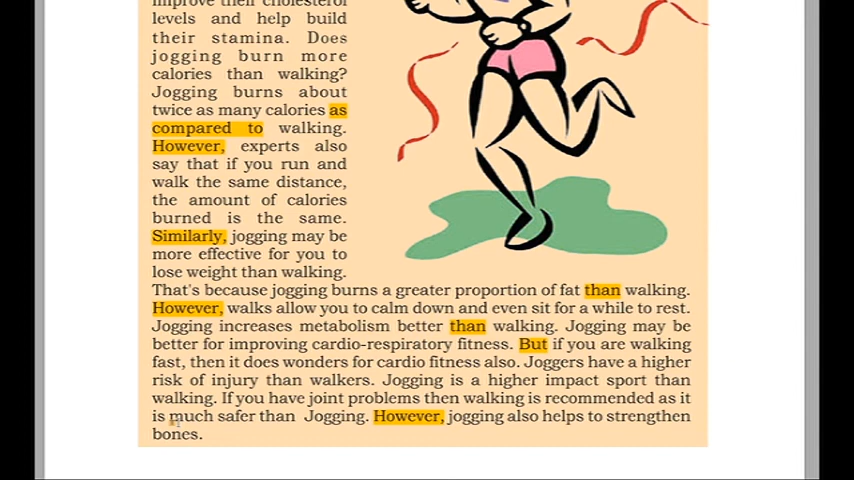 improve their cholesterol
levels and help build
their stamina. Does
jogging burn more
calories than walking?
Jogging burns about
twice as many calories as
compared to walking.
However, experts also
say that if you run and
walk the same distance,
the amount of calories
burned is the same.
Similarly, jogging may be
more effective for you to
lose weight than walking.
That's because jogging burns a greater proportion of fat than walking.
However, walks allow you to calm down and even sit for a while to rest.
Jogging increases metabolism better than walking. Jogging may be
better for improving cardio-respiratory fitness. But if you are walking
fast, then it does wonders for cardio fitness also. Joggers have a higher
risk of injury than walkers. Jogging is a higher impact sport than
walking. If you have joint problems then walking is recommended as it
is much safer than Jogging. However, jogging also helps to strengthen
bones.